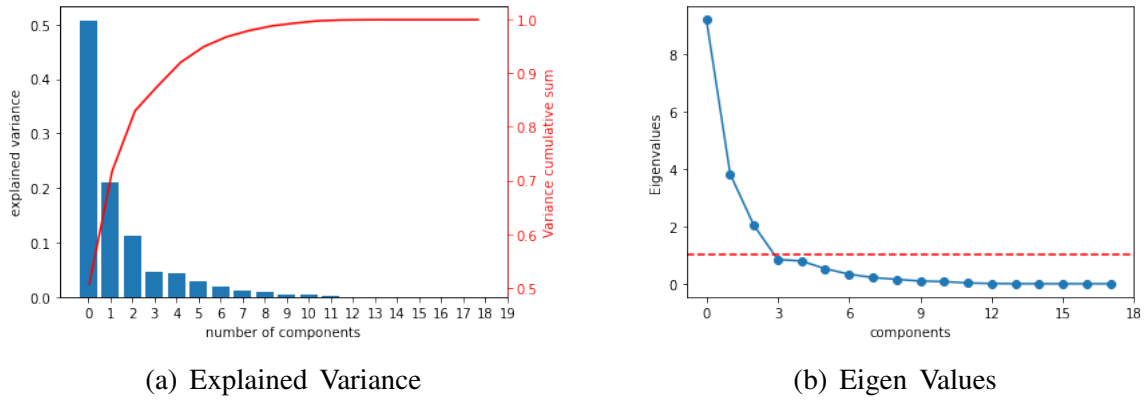 explained variance
0.5
0.4
0.3
0.2
0.1
0.0
0 1 2 3 4 5 6 7 8 9 10 11 12 13 14 15 16 17 18 19
number of components
1.0
0.9
0.8
0.7
0.6
0.5
Variance cumulative sum
(a) Explained Variance
Eigenvalues
8
6
4
2
0
0 3 6 9 12 15 18
components
(b) Eigen Values